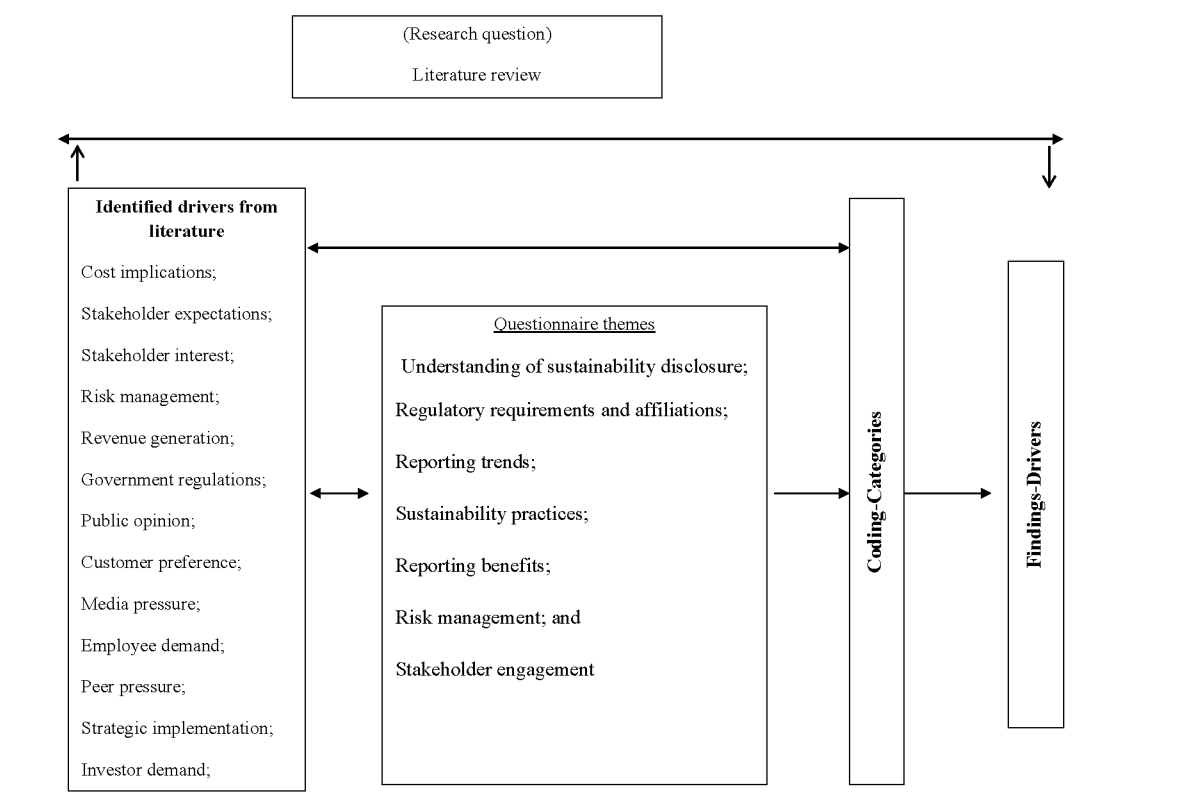 (Research question)
Literature review
Identified drivers from
literature
Cost implications;
Stakeholder expectations;
Stakeholder interest;
Risk management;
Revenue generation;
Government regulations;
Public opinion;
Customer preference;
Media pressure;
Employee demand;
Peer pressure;
Strategic implementation;
Investor demand;
Questionnaire themes
Understanding of sustainability disclosure;
Regulatory requirements and affiliations;
Reporting trends;
Sustainability practices;
Reporting benefits;
Risk management; and
Stakeholder engagement
Coding-Categories
Findings-Drivers